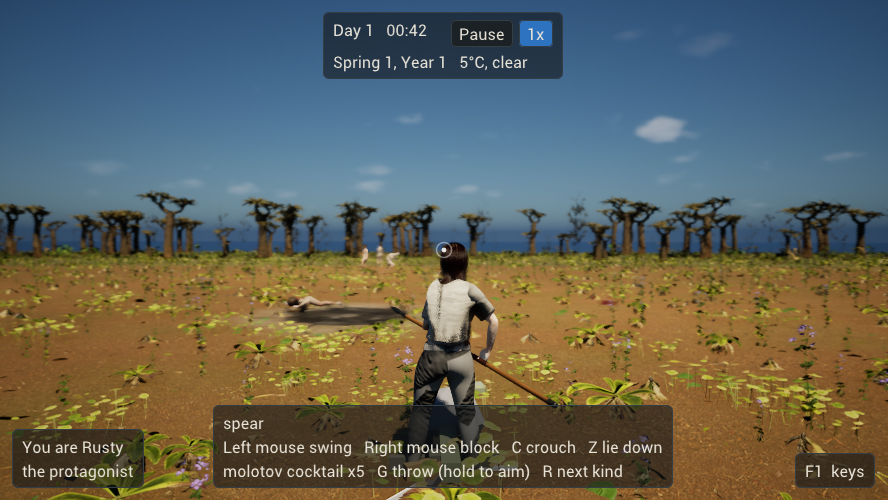 Day 1 00:42 Pause 1x
Spring 1, Year 1 5°C, clear
spear
Left mouse swing Right mouse block C crouch Z lie down
molotov cocktail x5 G throw (hold to aim) R next kind
You are Rusty
the protagonist
F1 keys